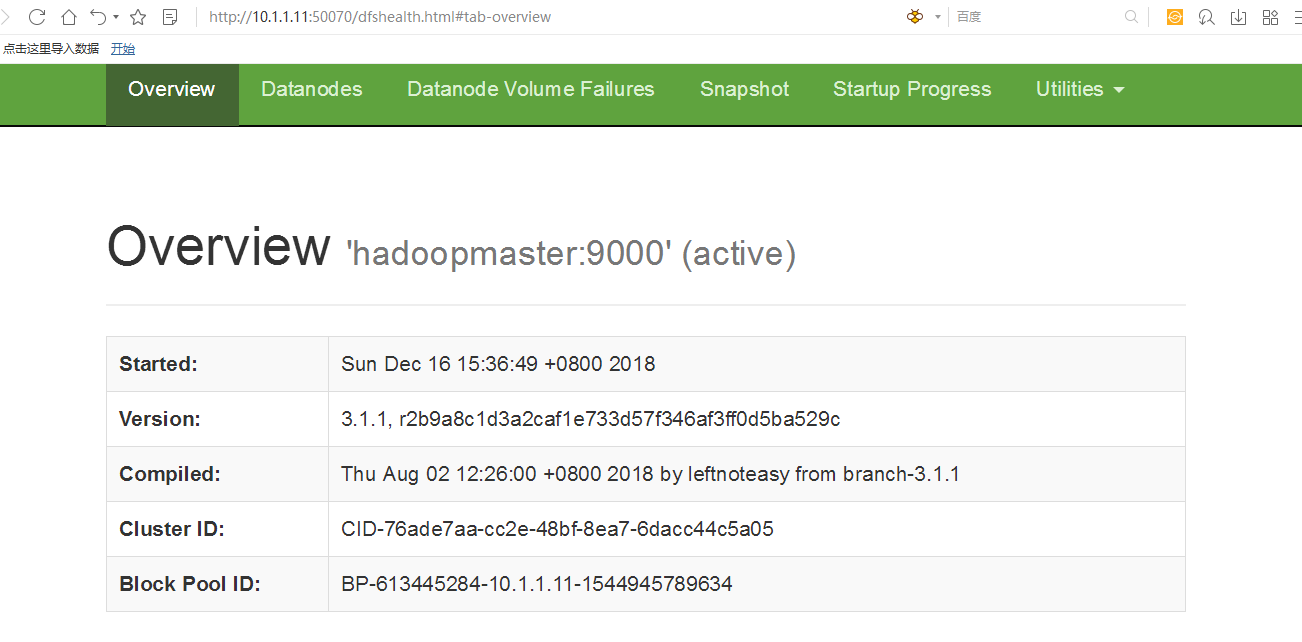 http://10.1.1.11:50070/dfshealth.html#tab-overview 百度
点击这里导入数据 开始
Overview Datanodes Datanode Volume Failures Snapshot Startup Progress Utilities
Overview 'hadoopmaster:9000' (active)
Started: Sun Dec 16 15:36:49 +0800 2018
Version: 3.1.1, r2b9a8c1d3a2caf1e733d57f346af3ff0d5ba529c
Compiled: Thu Aug 02 12:26:00 +0800 2018 by leftnoteasy from branch-3.1.1
Cluster ID: CID-76ade7aa-cc2e-48bf-8ea7-6dacc44c5a05
Block Pool ID: BP-613445284-10.1.1.11-1544945789634